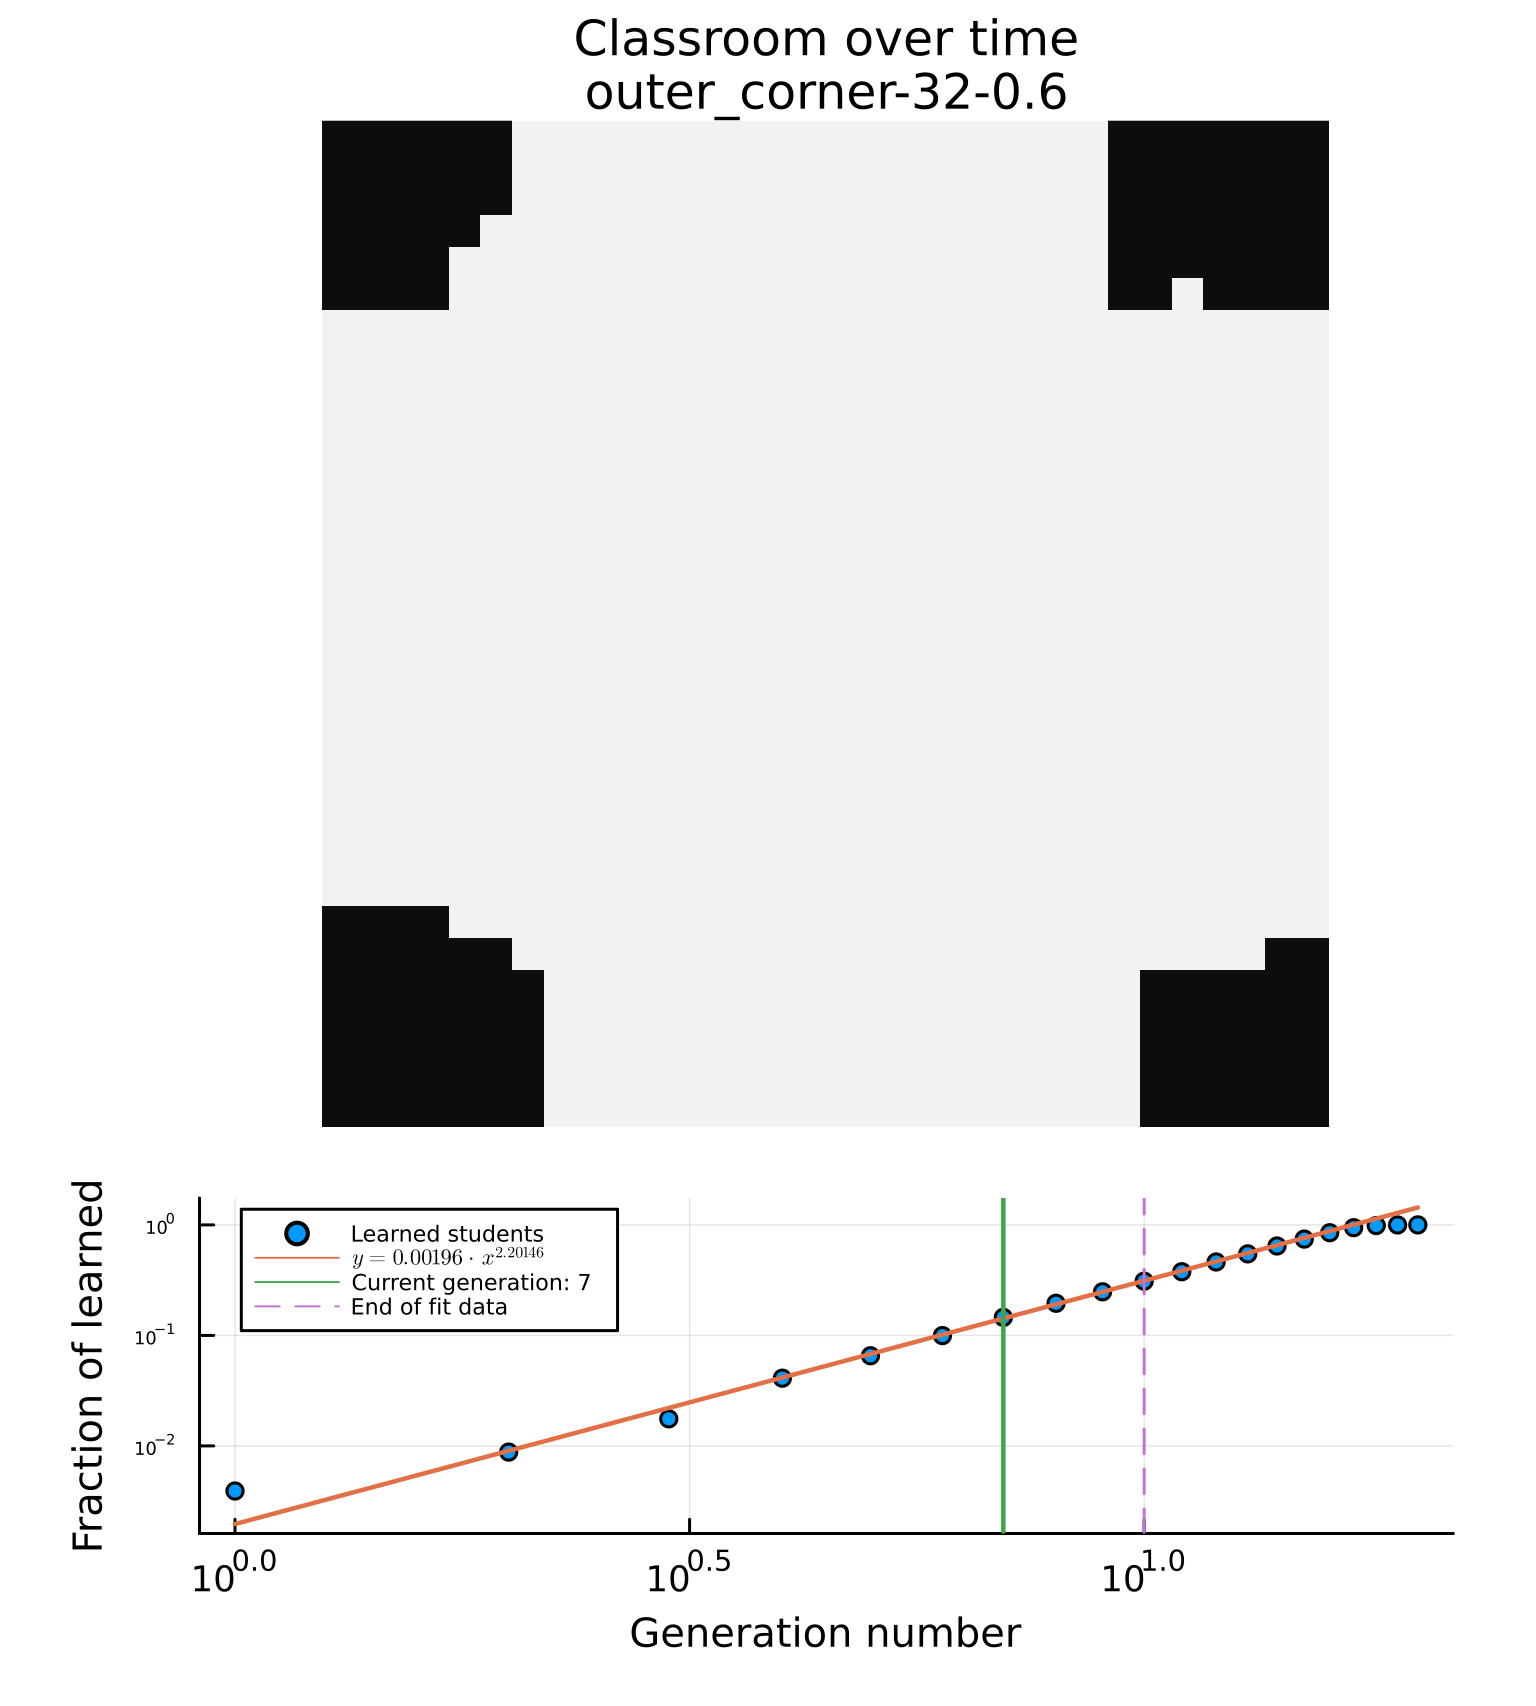 Classroom over time
outer_corner-32-0.6
Fraction of learned
10^0
10^-1
10^-2
Learned students
y = 0.00196 · x^2.20146
Current generation: 7
End of fit data
10^0.0
10^0.5
10^1.0
Generation number